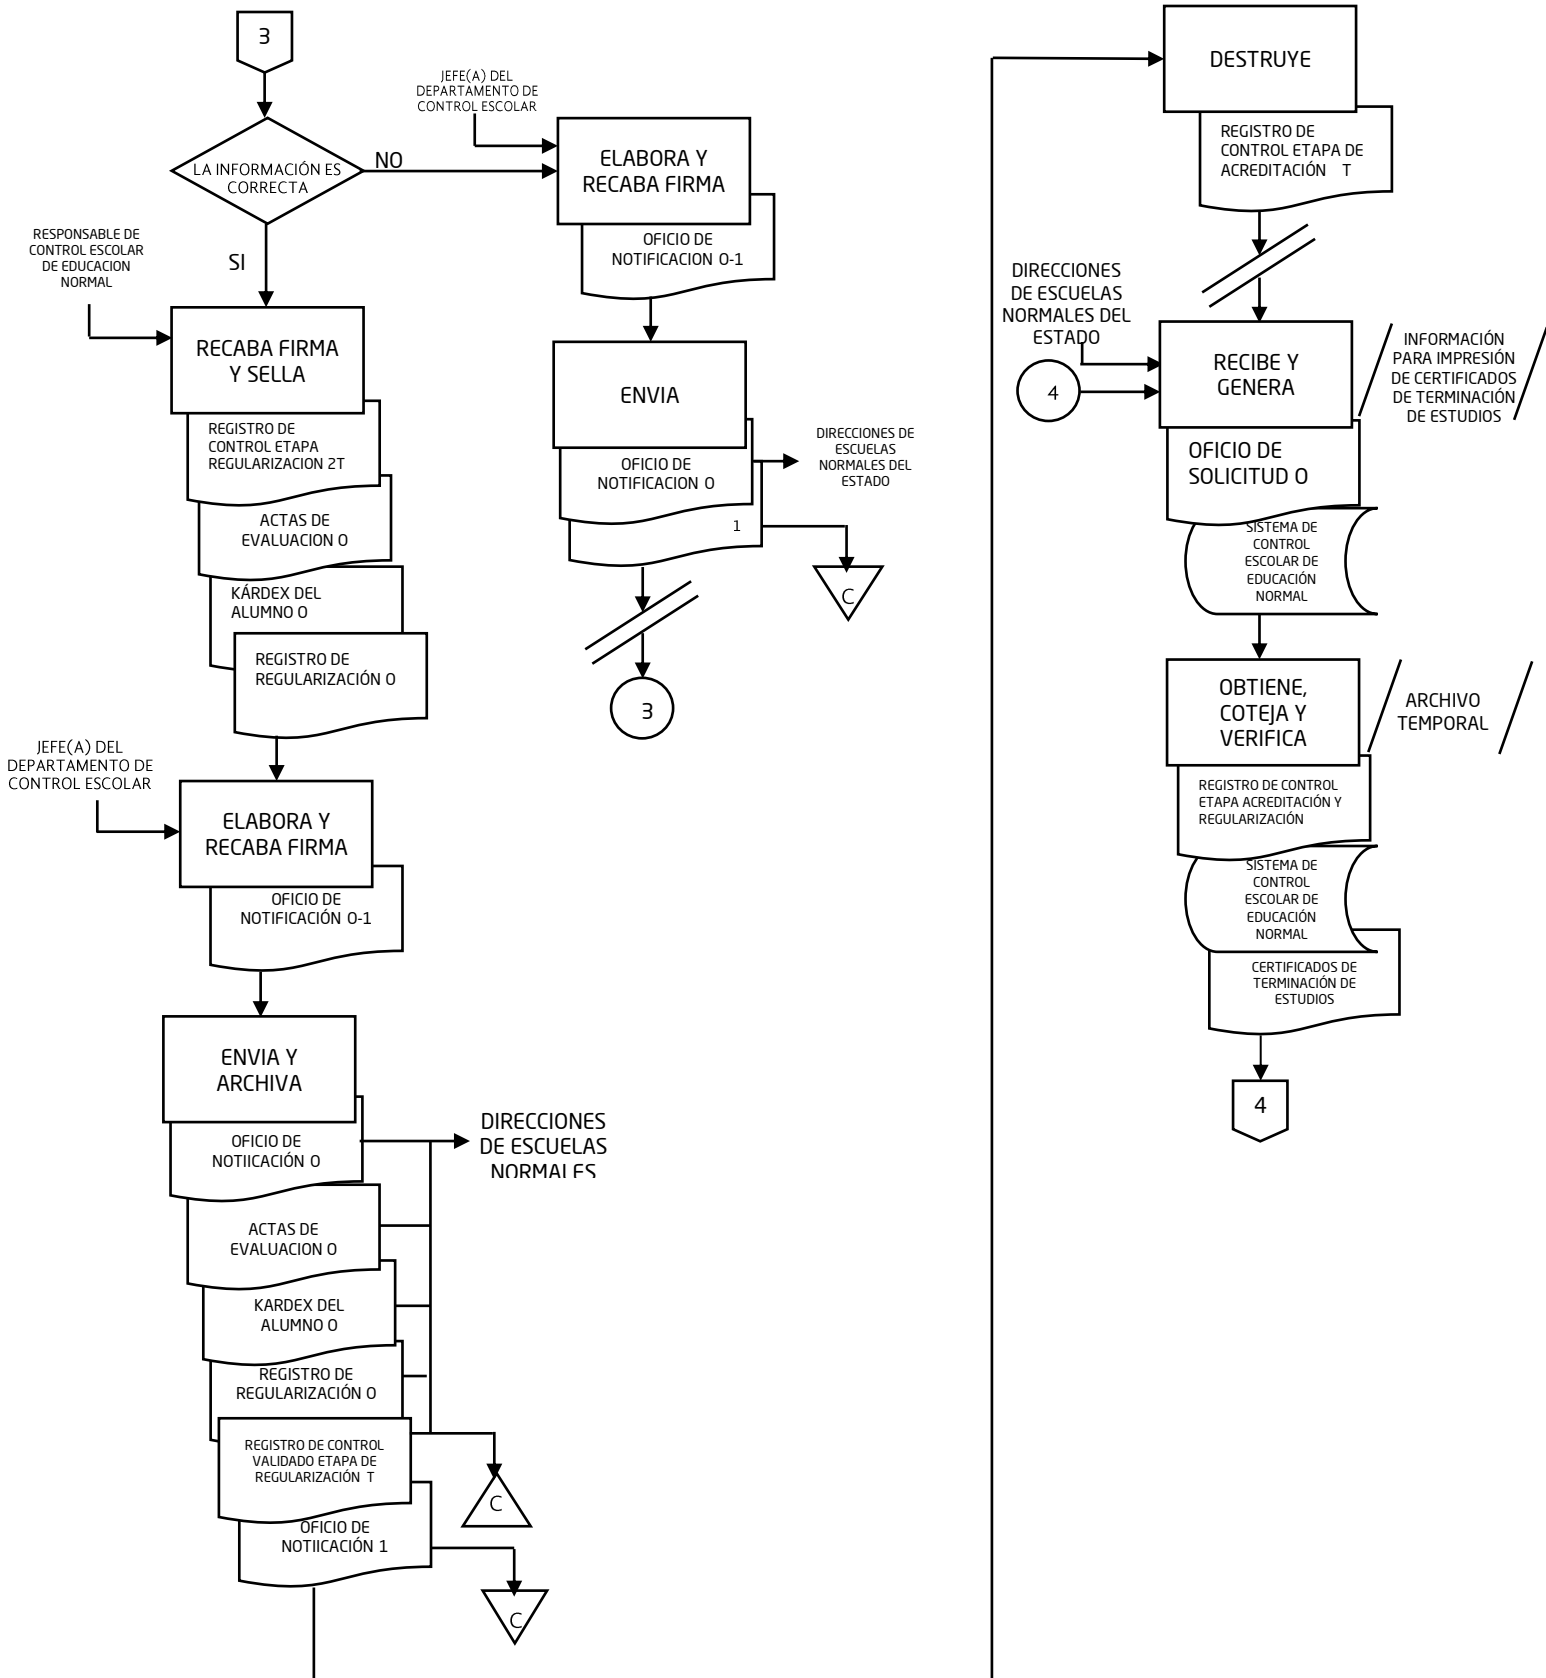 3
LA INFORMACIÓN ES
CORRECTA
NO
SI
JEFE(A) DEL
DEPARTAMENTO DE
CONTROL ESCOLAR
ELABORA Y
RECABA FIRMA
OFICIO DE
NOTIFICACION O-1
ENVIA
OFICIO DE
NOTIFICACION O
1
DIRECCIONES DE
ESCUELAS
NORMALES DEL
ESTADO
C
3
RESPONSABLE DE
CONTROL ESCOLAR
DE EDUCACION
NORMAL
RECABA FIRMA
Y SELLA
REGISTRO DE
CONTROL ETAPA
REGULARIZACION 2T
ACTAS DE
EVALUACION O
KÁRDEX DEL
ALUMNO O
REGISTRO DE
REGULARIZACIÓN O
JEFE(A) DEL
DEPARTAMENTO DE
CONTROL ESCOLAR
ELABORA Y
RECABA FIRMA
OFICIO DE
NOTIFICACIÓN O-1
ENVIA Y
ARCHIVA
OFICIO DE
NOTIICACIÓN O
DIRECCIONES
DE ESCUELAS
NORMALES
ACTAS DE
EVALUACION O
KARDEX DEL
ALUMNO O
REGISTRO DE
REGULARIZACIÓN O
REGISTRO DE CONTROL
VALIDADO ETAPA DE
REGULARIZACIÓN T
C
OFICIO DE
NOTIICACIÓN 1
C
DESTRUYE
REGISTRO DE
CONTROL ETAPA DE
ACREDITACIÓN T
DIRECCIONES
DE ESCUELAS
NORMALES DEL
ESTADO
4
RECIBE Y
GENERA
INFORMACIÓN
PARA IMPRESIÓN
DE CERTIFICADOS
DE TERMINACIÓN
DE ESTUDIOS
OFICIO DE
SOLICITUD O
SISTEMA DE
CONTROL
ESCOLAR DE
EDUCACIÓN
NORMAL
OBTIENE,
COTEJA Y
VERIFICA
ARCHIVO
TEMPORAL
REGISTRO DE CONTROL
ETAPA ACREDITACIÓN Y
REGULARIZACIÓN
SISTEMA DE
CONTROL
ESCOLAR DE
EDUCACIÓN
NORMAL
CERTIFICADOS DE
TERMINACIÓN DE
ESTUDIOS
4